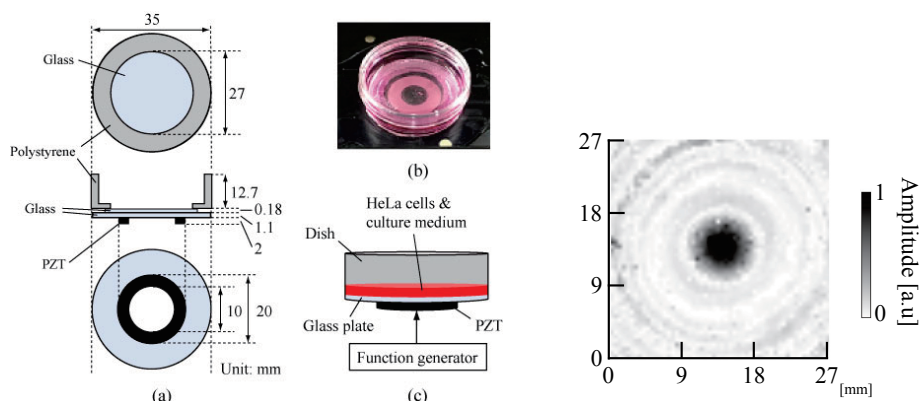 35
Glass
27
Polystyrene
12.7
Glass
0.18
1.1
2
PZT
10
20
Unit: mm
(a)
(b)
HeLa cells &
culture medium
Dish
Glass plate
PZT
Function generator
(c)
27
18
9
0
0
9
18
27
[mm]
1
0
Amplitude [a.u]